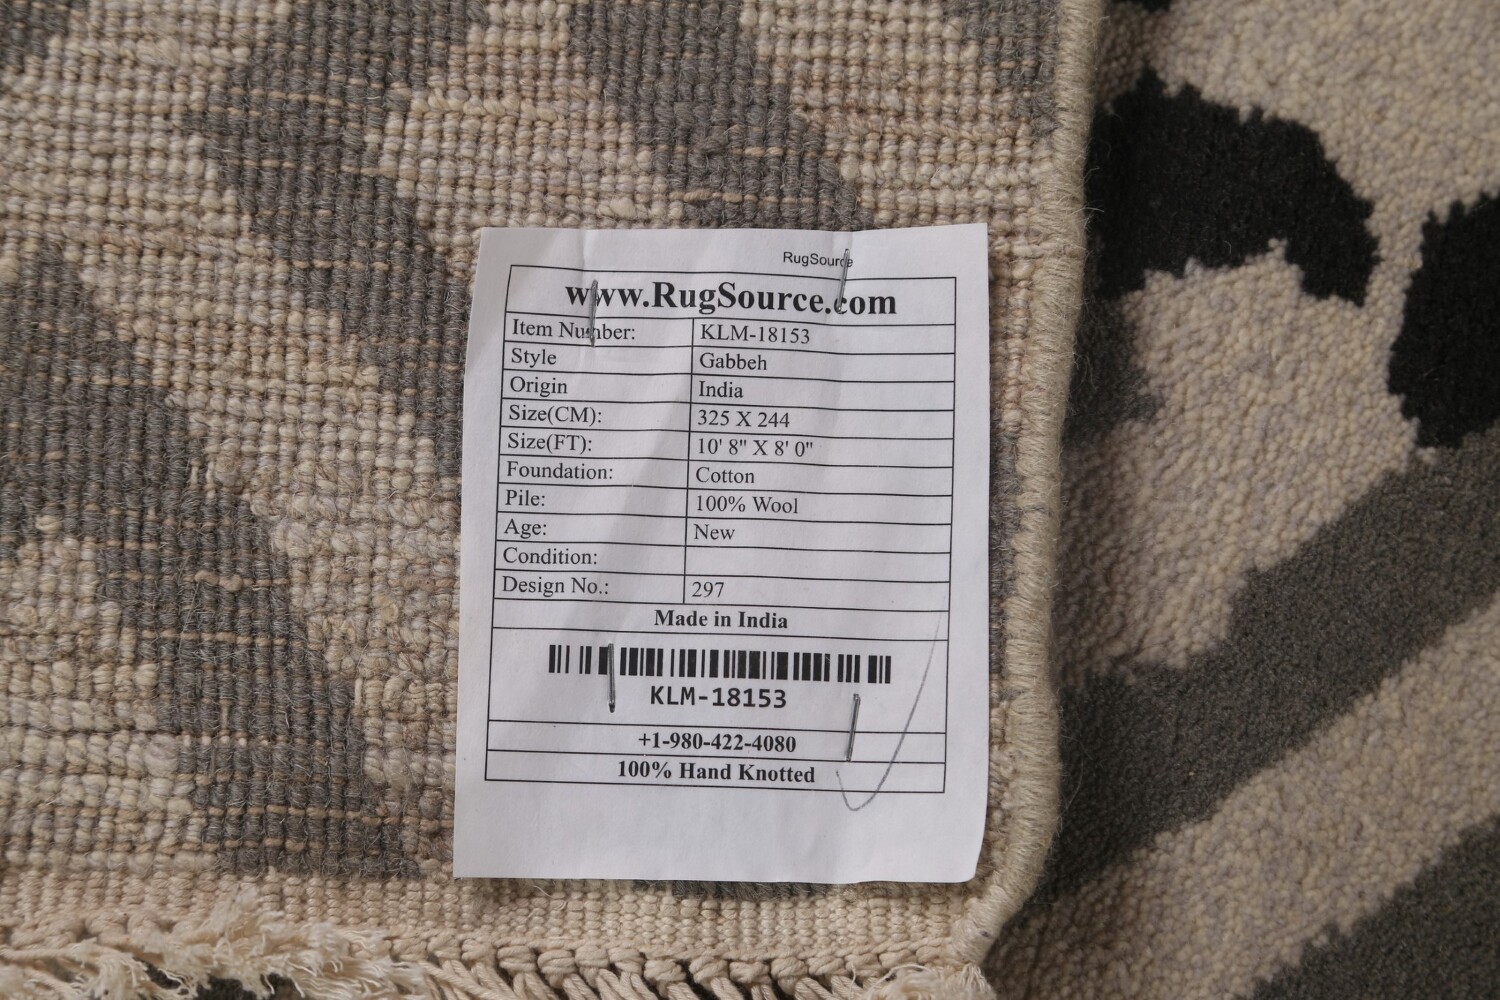 RugSource
www.RugSource.com
Item Number: KLM-18153
Style Gabbeh
Origin India
Size(CM): 325 X 244
Size(FT): 10' 8" X 8' 0"
Foundation: Cotton
Pile: 100% Wool
Age: New
Condition:
Design No.: 297
Made in India
KLM-18153
+1-980-422-4080
100% Hand Knotted